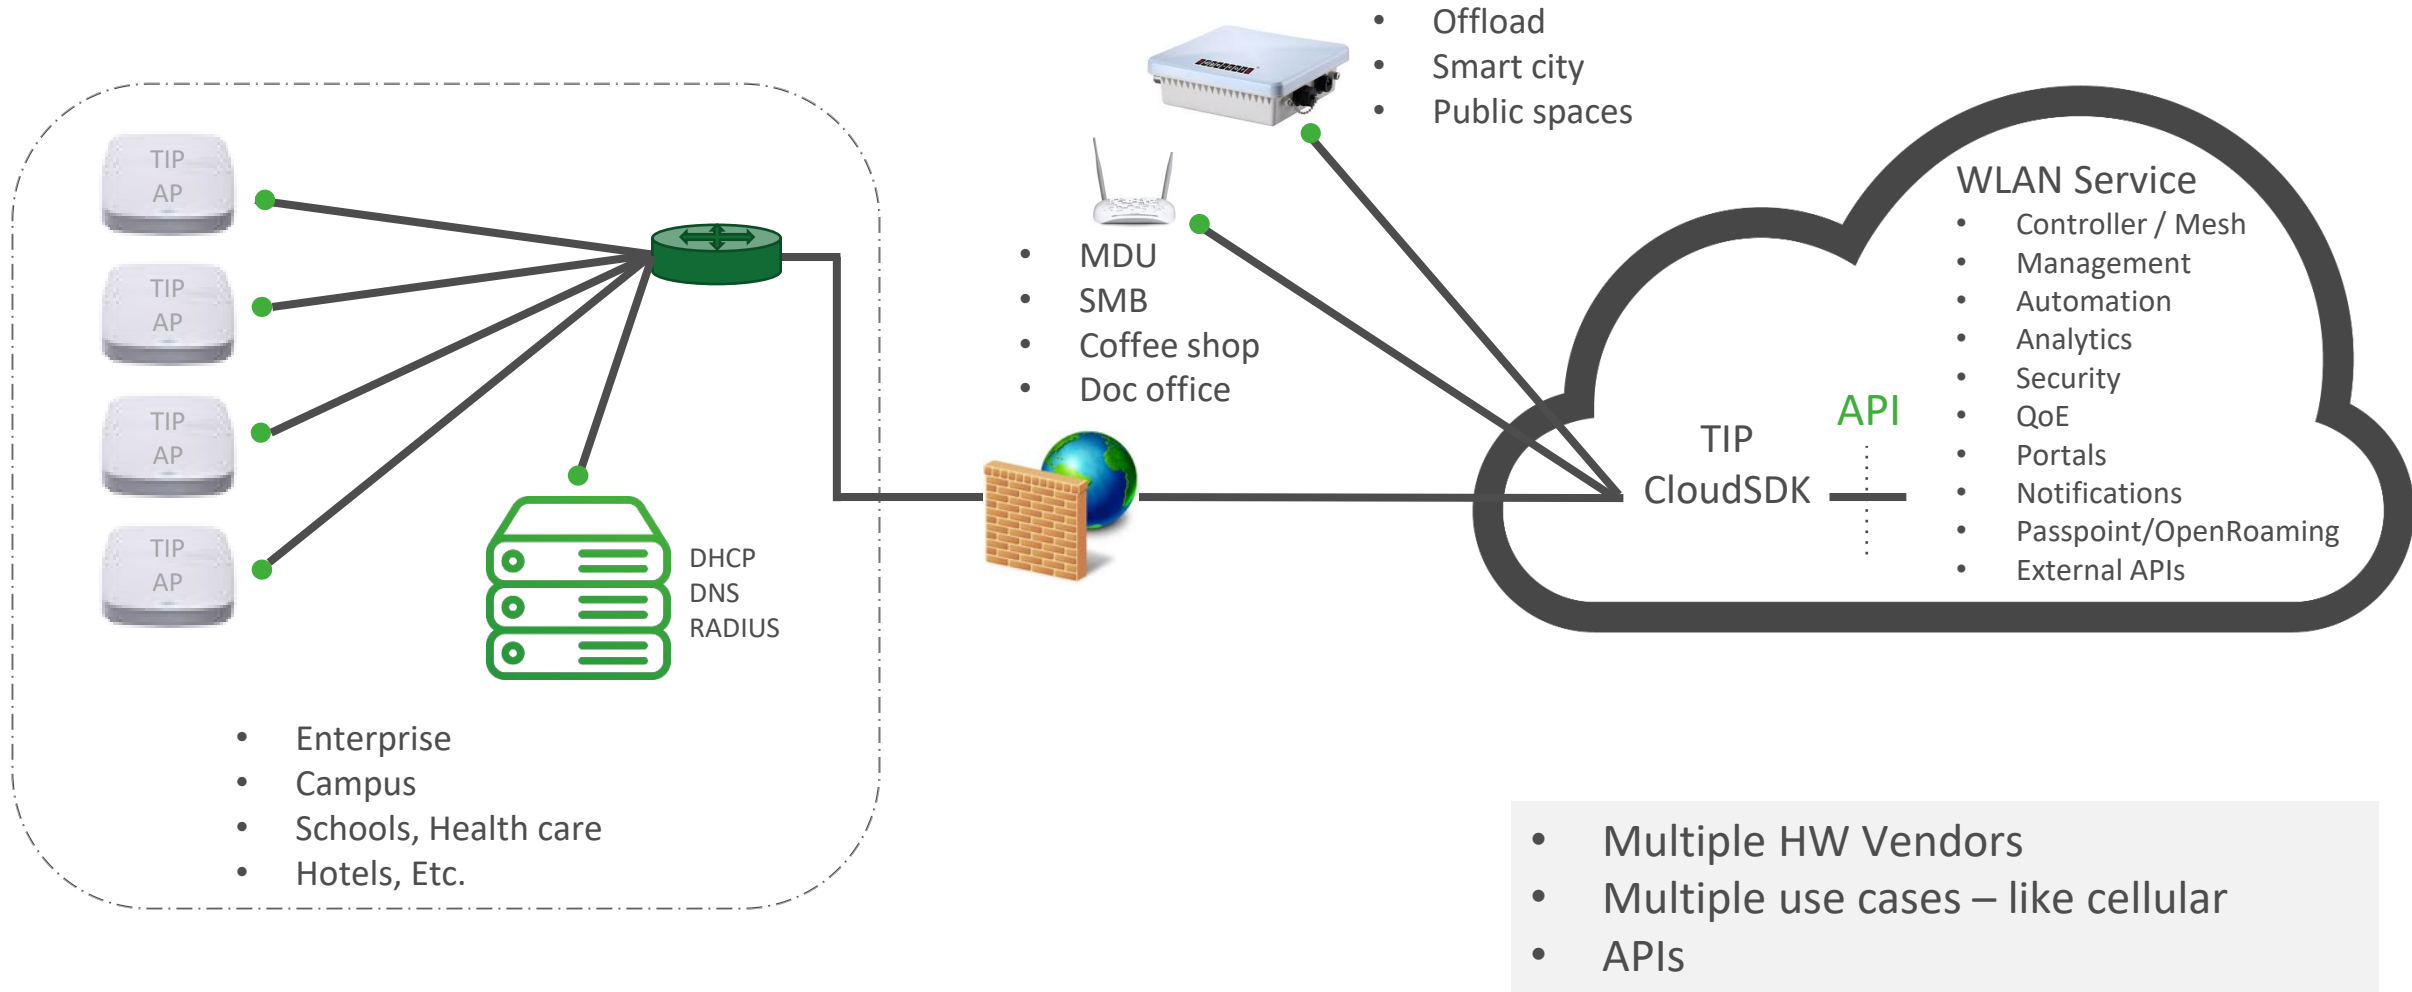 TIP
AP
TIP
AP
TIP
AP
TIP
AP
DHCP
DNS
RADIUS
• Enterprise
• Campus
• Schools, Health care
• Hotels, Etc.
• Offload
• Smart city
• Public spaces
• MDU
• SMB
• Coffee shop
• Doc office
TIP
CloudSDK
API
WLAN Service
• Controller / Mesh
• Management
• Automation
• Analytics
• Security
• QoE
• Portals
• Notifications
• Passpoint/OpenRoaming
• External APIs
• Multiple HW Vendors
• Multiple use cases – like cellular
• APIs